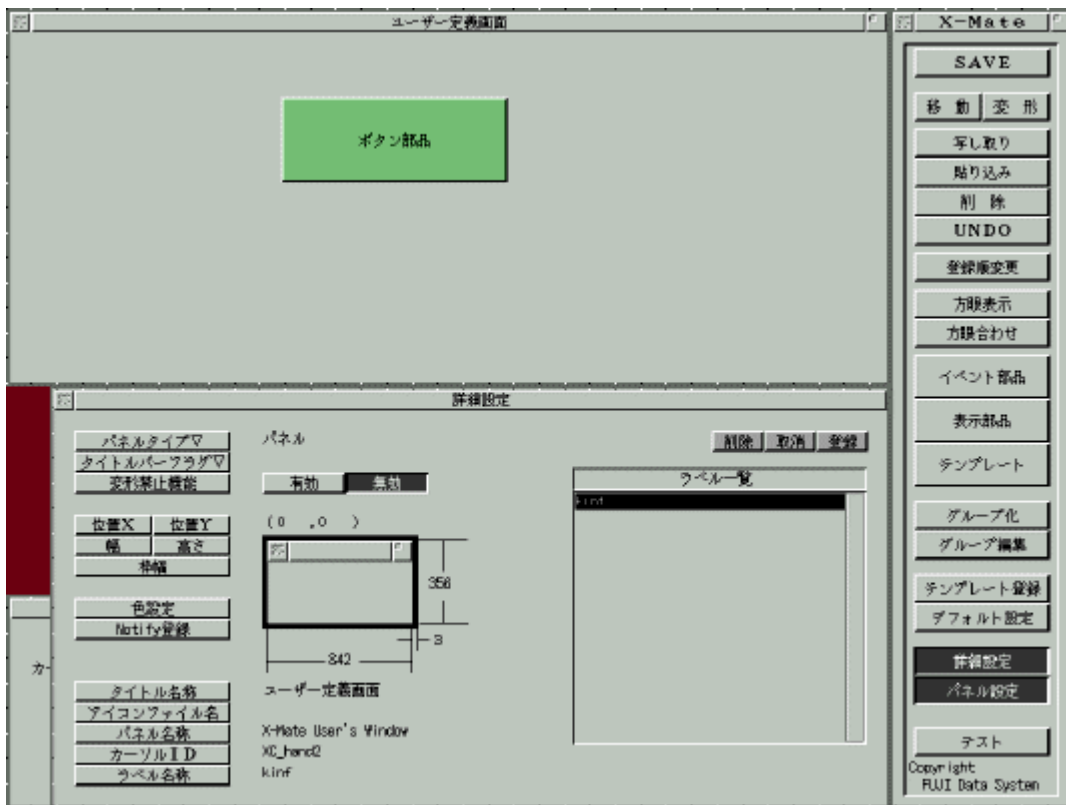 ユーザー定義画面
ボタン部品
X-Mate
SAVE
移 動 変 形
写し取り
貼り込み
削 除
UNDO
登録順変更
方眼表示
方眼合わせ
イベント部品
表示部品
テンプレート
グループ化
グループ編集
テンプレート登録
デフォルト設定
詳細設定
パネル設定
テスト
Copyright
FUJI Data System
詳細設定
パネルタイプ▽
タイトルバーフラグ▽
変形禁止機能
位置X 位置Y
幅 高さ
枠幅
色設定
Notify登録
タイトル名称
アイコンファイル名
パネル名称
カーソルID
ラベル名称
パネル
有効 無効
(0 ,0 )
356
3
842
ユーザー定義画面
X-Mate User's Window
XC_hand2
kinf
削除 取消 登録
ラベル一覧
kinf
カー